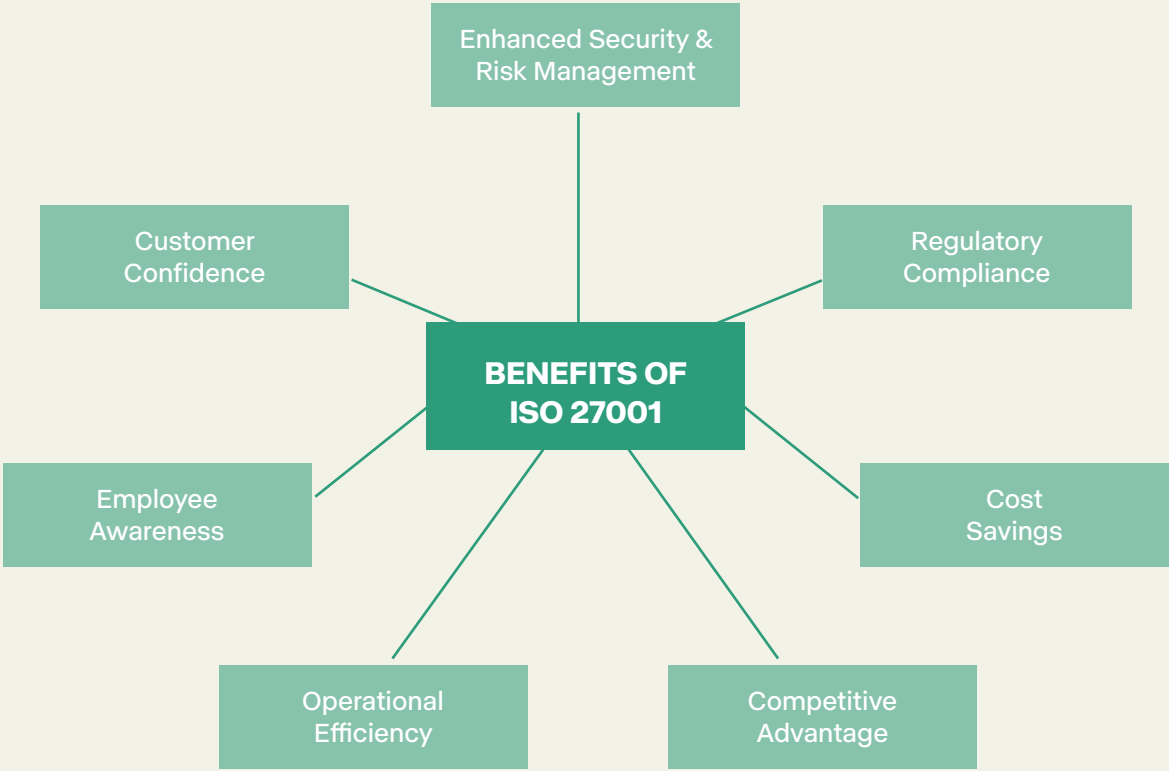 Enhanced Security &
Risk Management
Customer
Confidence
Regulatory
Compliance
BENEFITS OF
ISO 27001
Employee
Awareness
Cost
Savings
Operational
Efficiency
Competitive
Advantage